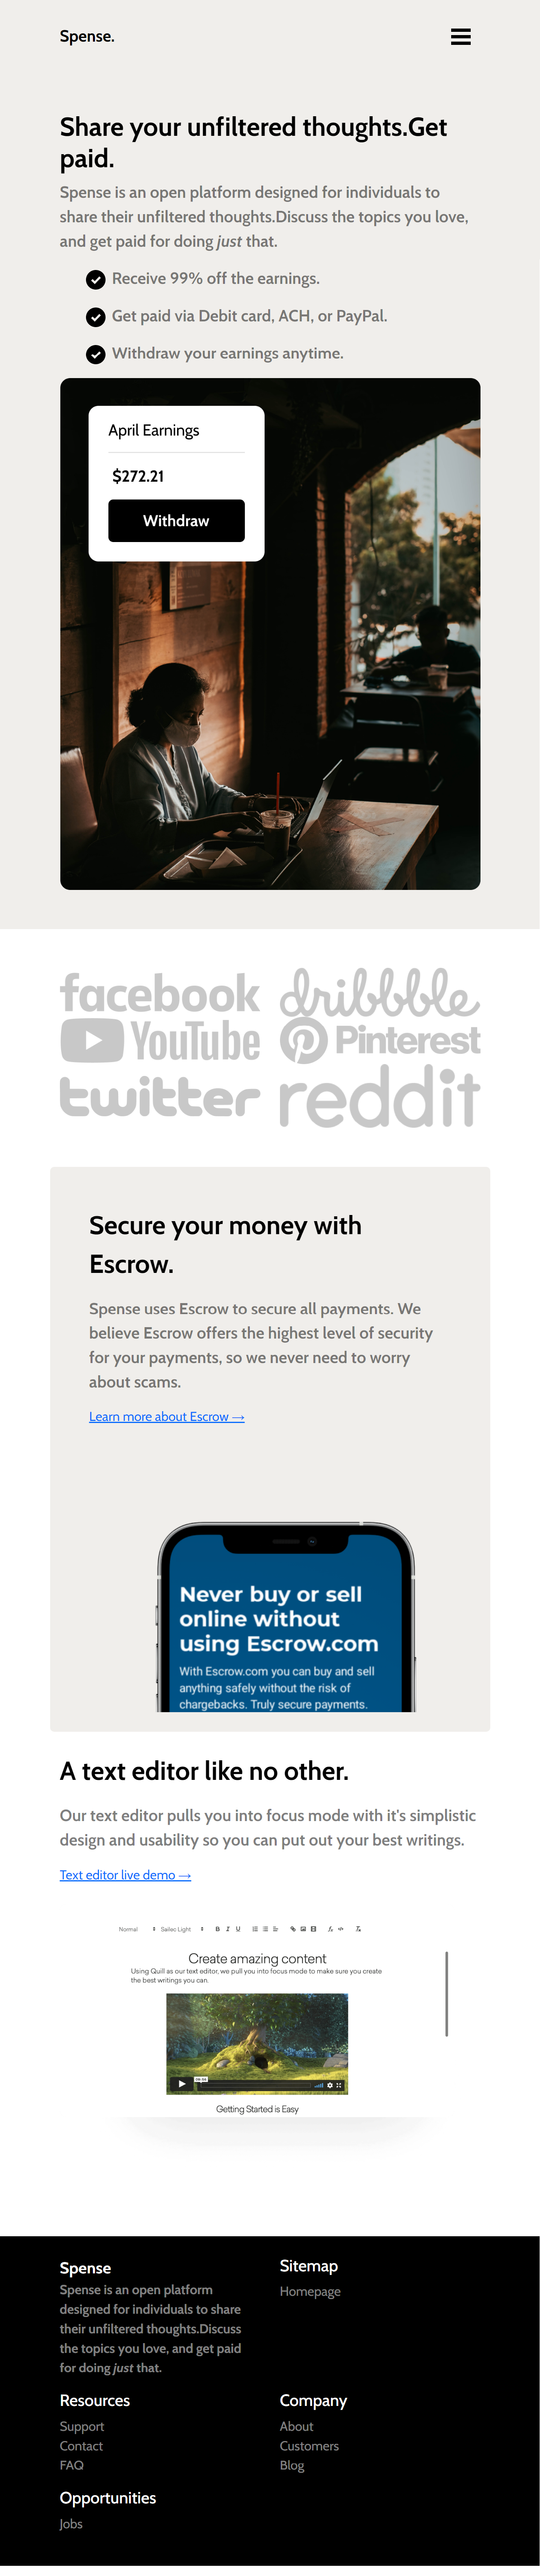 Spense.
Share your unfiltered thoughts.Get
paid.
Spense is an open platform designed for individuals to
share their unfiltered thoughts.Discuss the topics you love,
and get paid for doing just that.
Receive 99% off the earnings.
Get paid via Debit card, ACH, or PayPal.
Withdraw your earnings anytime.
April Earnings
$272.21
Withdraw
facebook
dribbble
YouTube
Pinterest
twitter
reddit
Secure your money with
Escrow.
Spense uses Escrow to secure all payments. We
believe Escrow offers the highest level of security
for your payments, so we never need to worry
about scams.
Learn more about Escrow →
Never buy or sell
online without
using Escrow.com
With Escrow.com you can buy and sell
anything safely without the risk of
chargebacks. Truly secure payments.
A text editor like no other.
Our text editor pulls you into focus mode with it's simplistic
design and usability so you can put out your best writings.
Text editor live demo →
Normal Sailec Light B I U
Create amazing content
Using Quill as our text editor, we pull you into focus mode to make sure you create
the best writings you can.
Getting Started is Easy
Spense
Spense is an open platform
designed for individuals to share
their unfiltered thoughts.Discuss
the topics you love, and get paid
for doing just that.
Sitemap
Homepage
Resources
Support
Contact
FAQ
Company
About
Customers
Blog
Opportunities
Jobs